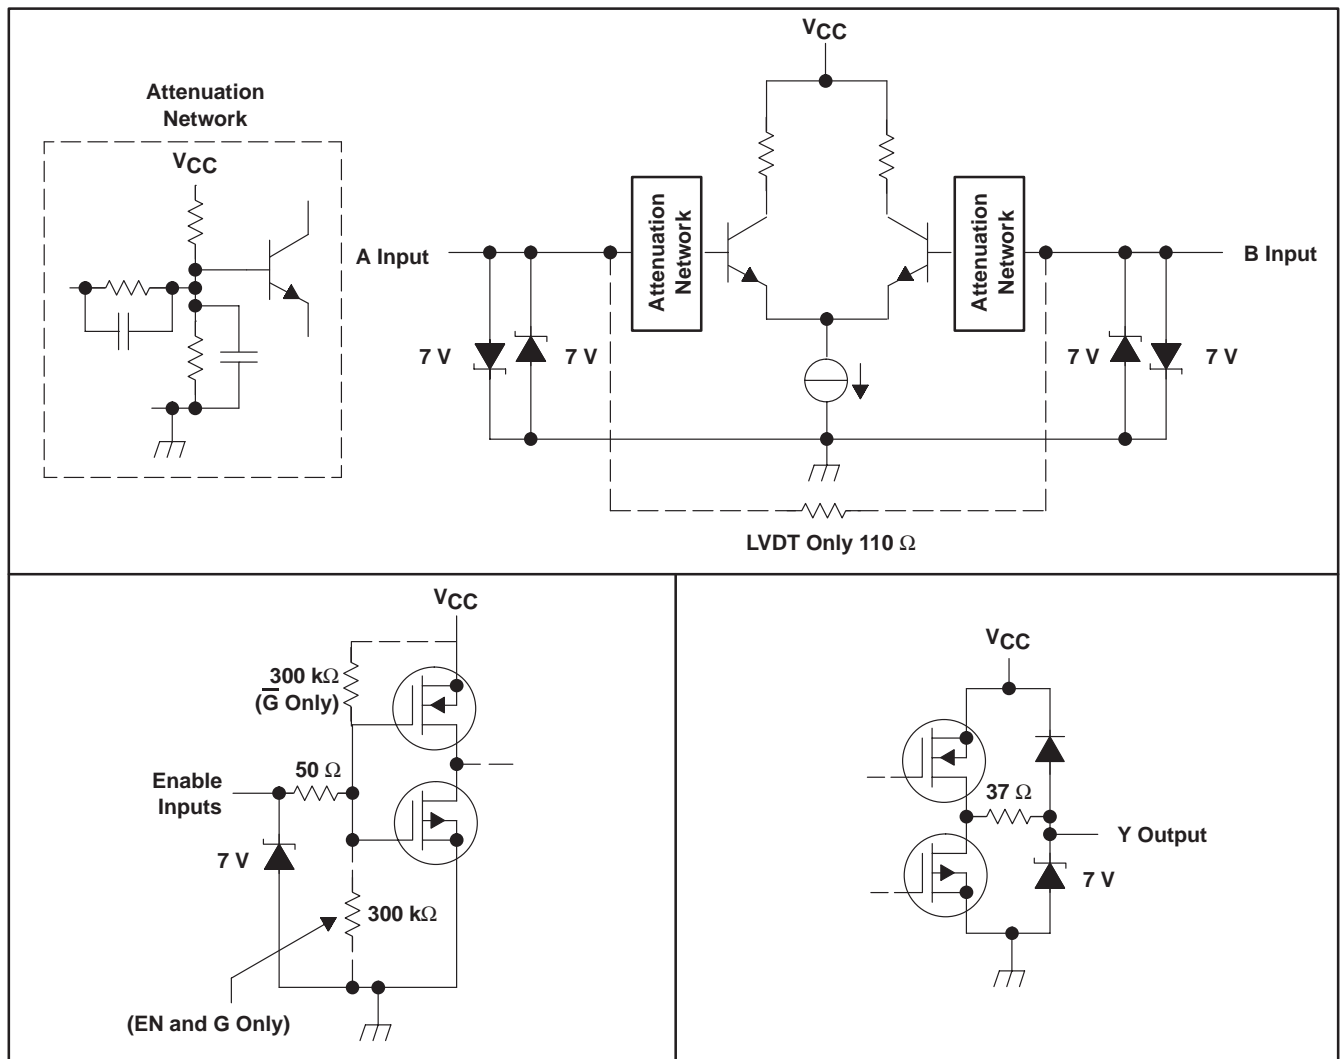 VCC
Attenuation
Network
VCC
A Input
Attenuation
Network
Attenuation
Network
B Input
7 V
7 V
7 V
7 V
LVDT Only 110 Ω
VCC
300 kΩ
(G̅ Only)
Enable
Inputs
50 Ω
7 V
300 kΩ
(EN and G Only)
VCC
37 Ω
Y Output
7 V